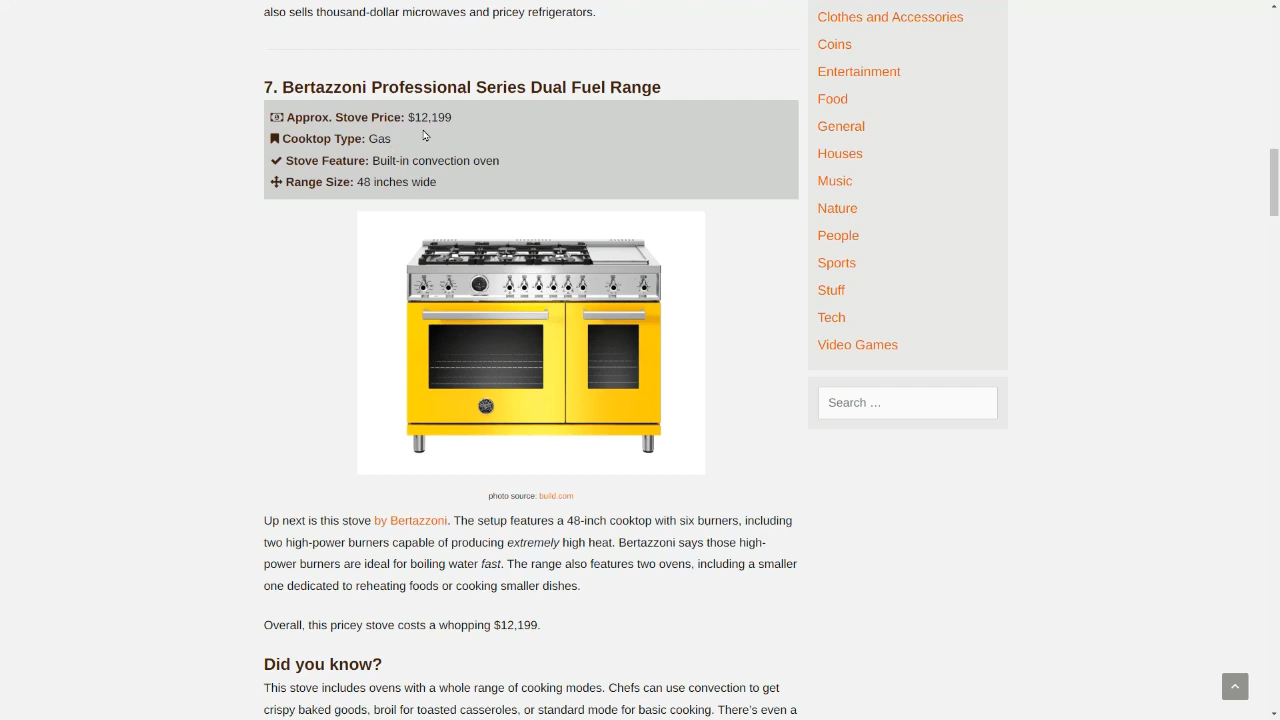 also sells thousand-dollar microwaves and pricey refrigerators.
7. Bertazzoni Professional Series Dual Fuel Range
Approx. Stove Price: $12,199
Cooktop Type: Gas
Stove Feature: Built-in convection oven
Range Size: 48 inches wide
photo source: build.com
Up next is this stove by Bertazzoni. The setup features a 48-inch cooktop with six burners, including
two high-power burners capable of producing extremely high heat. Bertazzoni says those high-
power burners are ideal for boiling water fast. The range also features two ovens, including a smaller
one dedicated to reheating foods or cooking smaller dishes.
Overall, this pricey stove costs a whopping $12,199.
Did you know?
This stove includes ovens with a whole range of cooking modes. Chefs can use convection to get
crispy baked goods, broil for toasted casseroles, or standard mode for basic cooking. There's even a
Clothes and Accessories
Coins
Entertainment
Food
General
Houses
Music
Nature
People
Sports
Stuff
Tech
Video Games
Search …